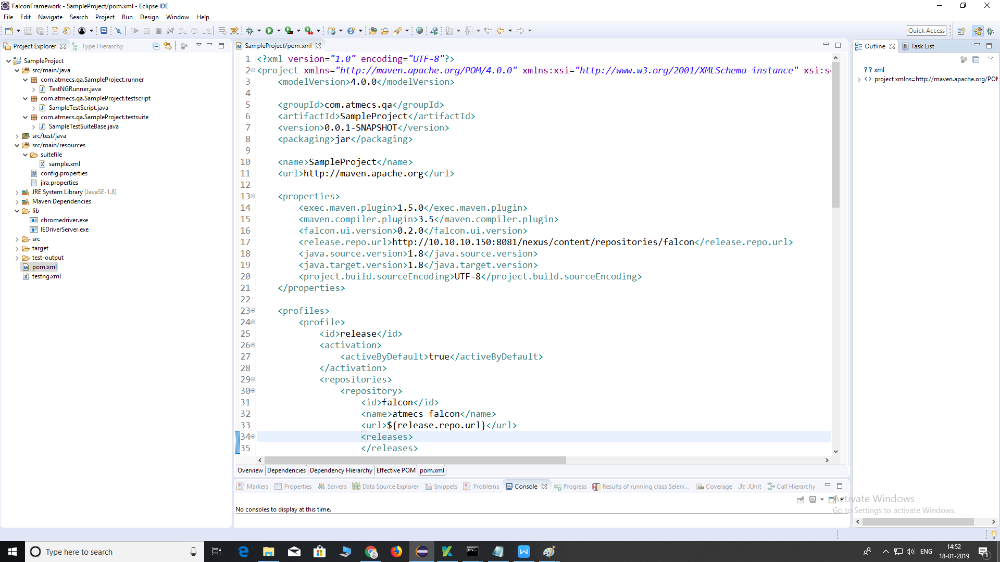 FalconFramework - SampleProject/pom.xml - Eclipse IDE
File Edit Navigate Search Project Run Design Window Help
Quick Access
Project Explorer Type Hierarchy
SampleProject
src/main/java
com.atmecs.qa.SampleProject.runner
TestNGRunner.java
com.atmecs.qa.SampleProject.testscript
SampleTestScript.java
com.atmecs.qa.SampleProject.testsuite
SampleTestSuiteBase.java
src/test/java
src/main/resources
suitefile
sample.xml
config.properties
jira.properties
JRE System Library [JavaSE-1.8]
Maven Dependencies
lib
chromedriver.exe
IEDriverServer.exe
src
target
test-output
pom.xml
testng.xml
SampleProject/pom.xml
1 <?xml version="1.0" encoding="UTF-8"?>
2 <project xmlns="http://maven.apache.org/POM/4.0.0" xmlns:xsi="http://www.w3.org/2001/XMLSchema-instance" xsi:s
3 <modelVersion>4.0.0</modelVersion>
4
5 <groupId>com.atmecs.qa</groupId>
6 <artifactId>SampleProject</artifactId>
7 <version>0.0.1-SNAPSHOT</version>
8 <packaging>jar</packaging>
9
10 <name>SampleProject</name>
11 <url>http://maven.apache.org</url>
12
13 <properties>
14 <exec.maven.plugin>1.5.0</exec.maven.plugin>
15 <maven.compiler.plugin>3.5</maven.compiler.plugin>
16 <falcon.ui.version>0.2.0</falcon.ui.version>
17 <release.repo.url>http://10.10.10.150:8081/nexus/content/repositories/falcon</release.repo.url>
18 <java.source.version>1.8</java.source.version>
19 <java.target.version>1.8</java.target.version>
20 <project.build.sourceEncoding>UTF-8</project.build.sourceEncoding>
21 </properties>
22
23 <profiles>
24 <profile>
25 <id>release</id>
26 <activation>
27 <activeByDefault>true</activeByDefault>
28 </activation>
29 <repositories>
30 <repository>
31 <id>falcon</id>
32 <name>atmecs falcon</name>
33 <url>${release.repo.url}</url>
34 <releases>
35 </releases>
Overview Dependencies Dependency Hierarchy Effective POM pom.xml
Markers Properties Servers Data Source Explorer Snippets Problems Console Progress Results of running class Seleni... Coverage JUnit Call Hierarchy
No consoles to display at this time.
Outline Task List
xml
project xmlns=http://maven.apache.org/POM
Activate Windows
Go to Settings to activate Windows.
Type here to search
ENG
14:52
18-01-2019
1